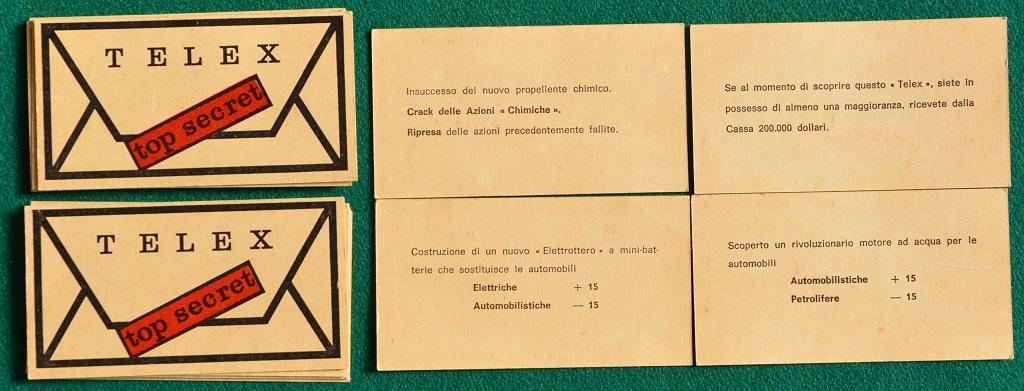 TELEX
top secret
TELEX
top secret
Insuccesso del nuovo propellente chimico.
Crack delle Azioni « Chimiche ».
Ripresa delle azioni precedentemente fallite.
Se al momento di scoprire questo « Telex », siete in
possesso di almeno una maggioranza, ricevete dalla
Cassa 200.000 dollari.
Costruzione di un nuovo « Elettrottero » a mini-bat-
terie che sostituisce le automobili
Elettriche + 15
Automobilistiche — 15
Scoperto un rivoluzionario motore ad acqua per le
automobili
Automobilistiche + 15
Petrolifere — 15